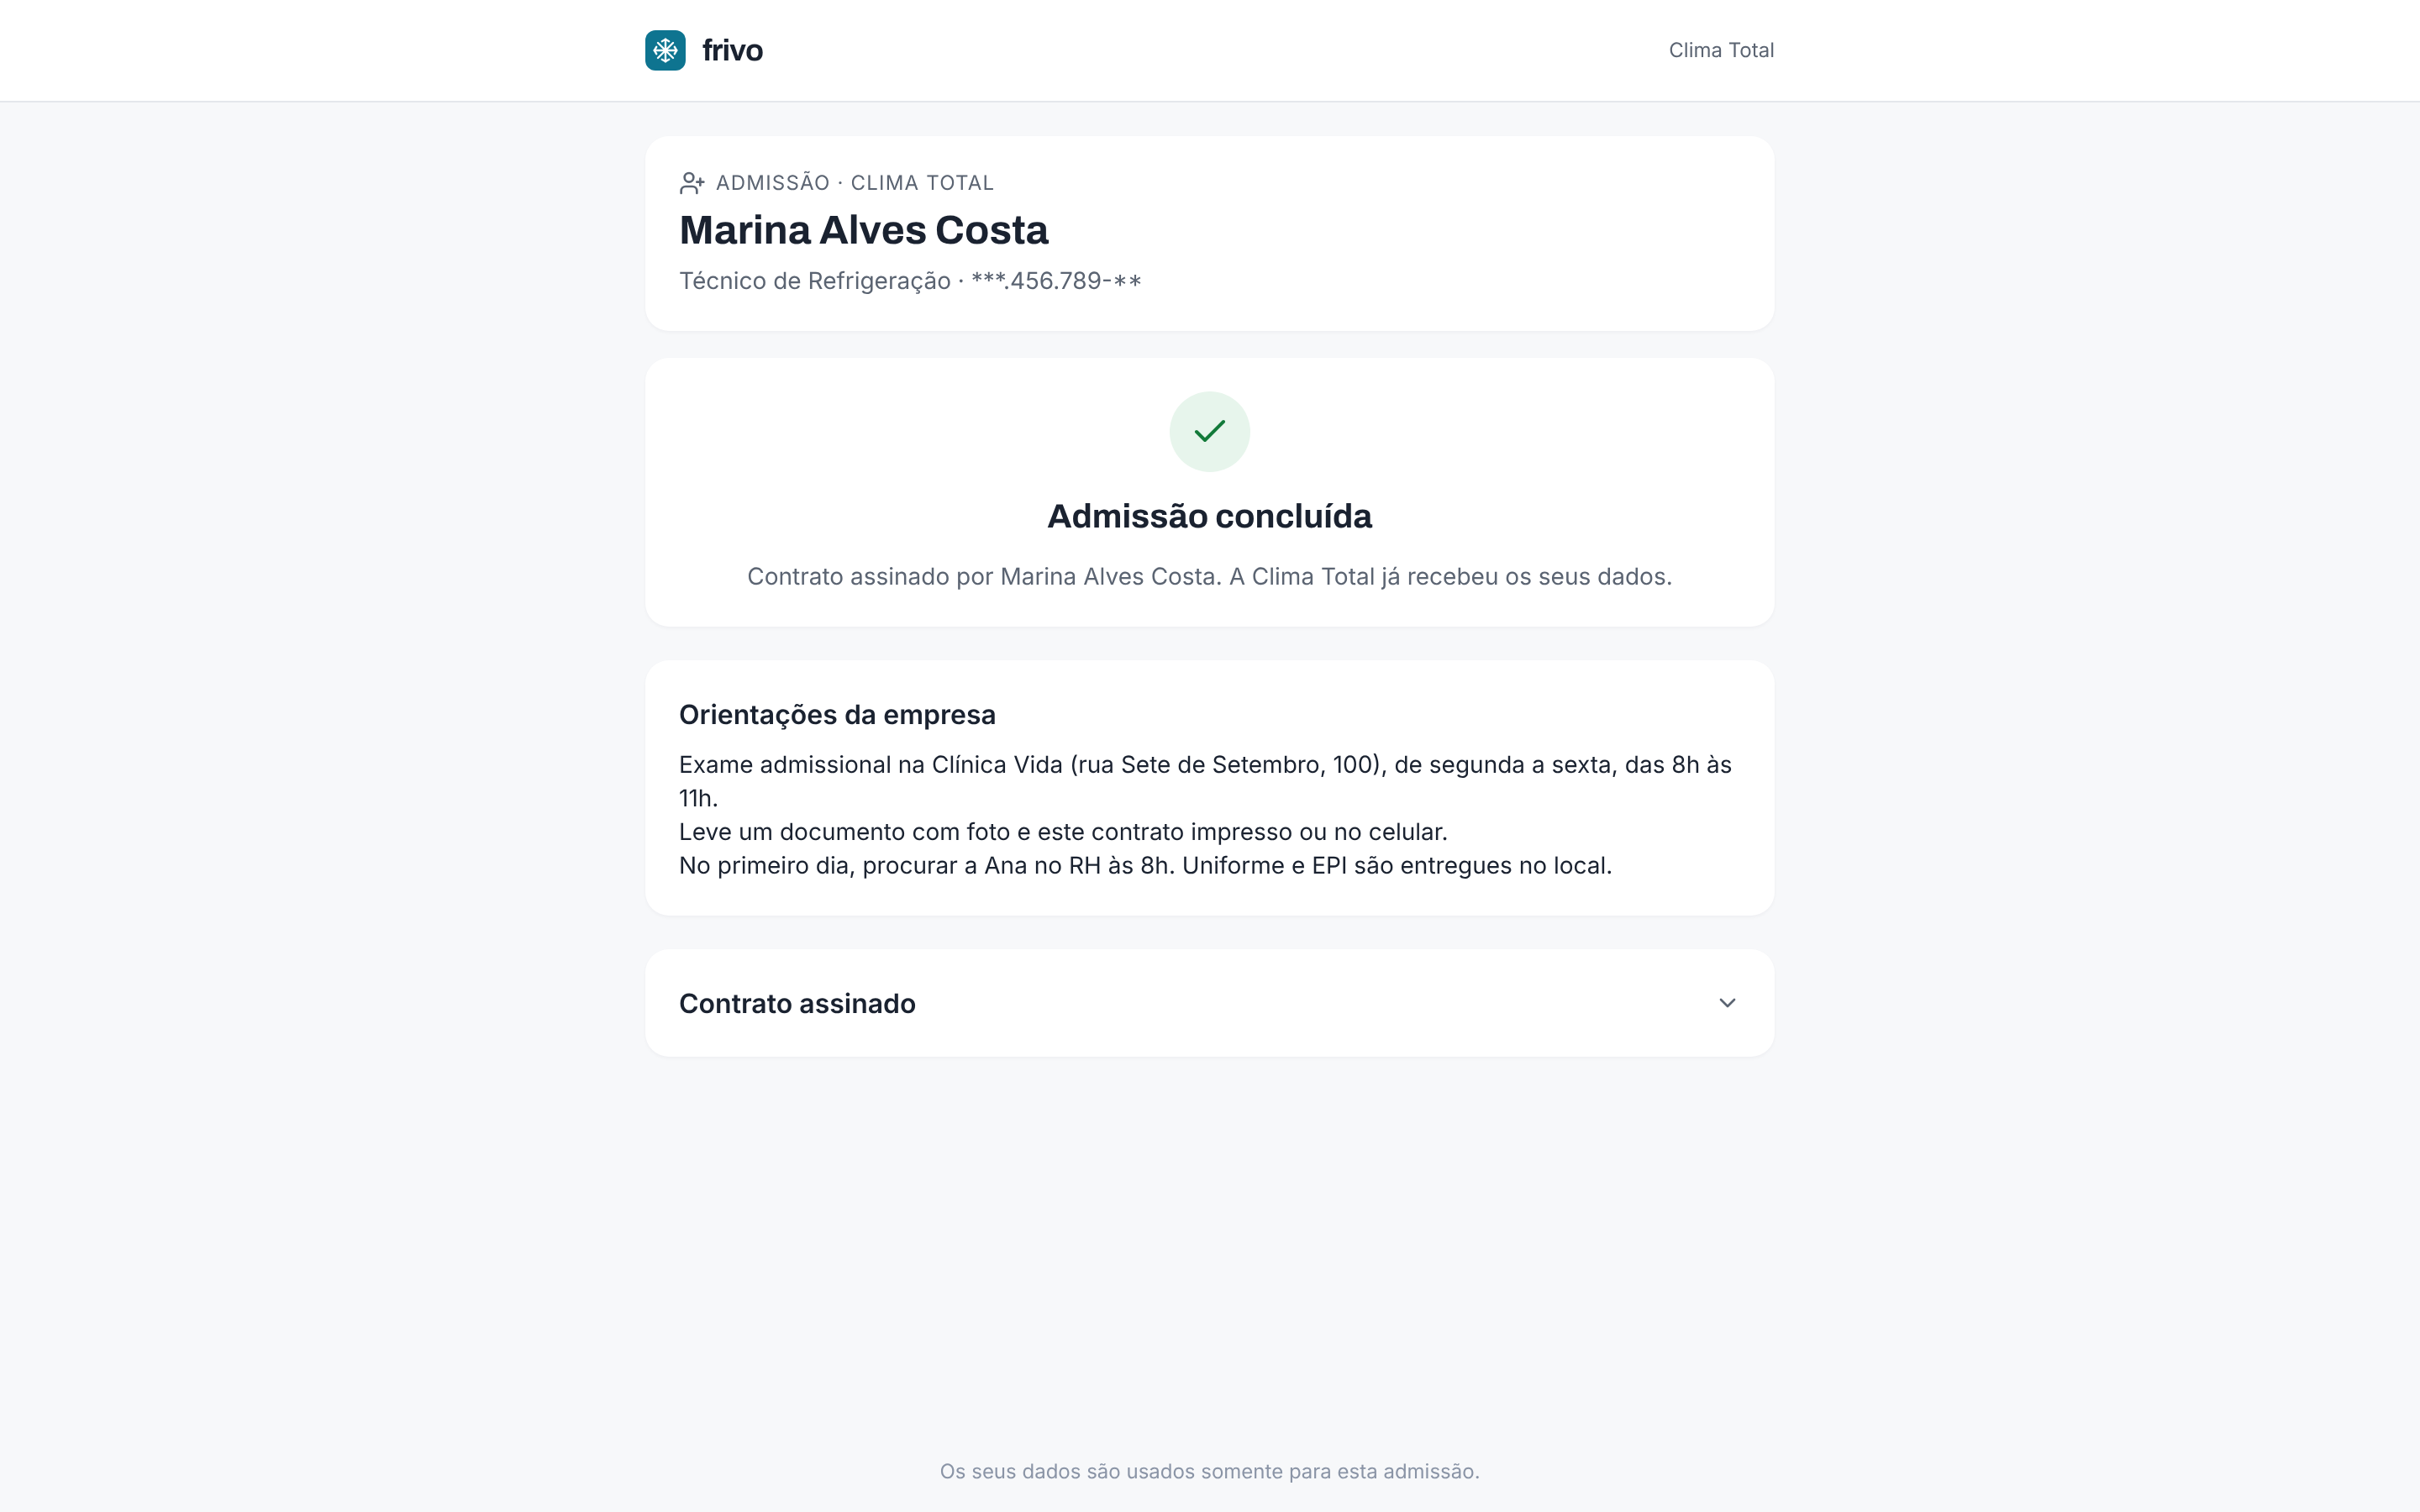 frivo
Clima Total
ADMISSÃO · CLIMA TOTAL
Marina Alves Costa
Técnico de Refrigeração · ***.456.789-**
Admissão concluída
Contrato assinado por Marina Alves Costa. A Clima Total já recebeu os seus dados.
Orientações da empresa
Exame admissional na Clínica Vida (rua Sete de Setembro, 100), de segunda a sexta, das 8h às
11h.
Leve um documento com foto e este contrato impresso ou no celular.
No primeiro dia, procurar a Ana no RH às 8h. Uniforme e EPI são entregues no local.
Contrato assinado
Os seus dados são usados somente para esta admissão.